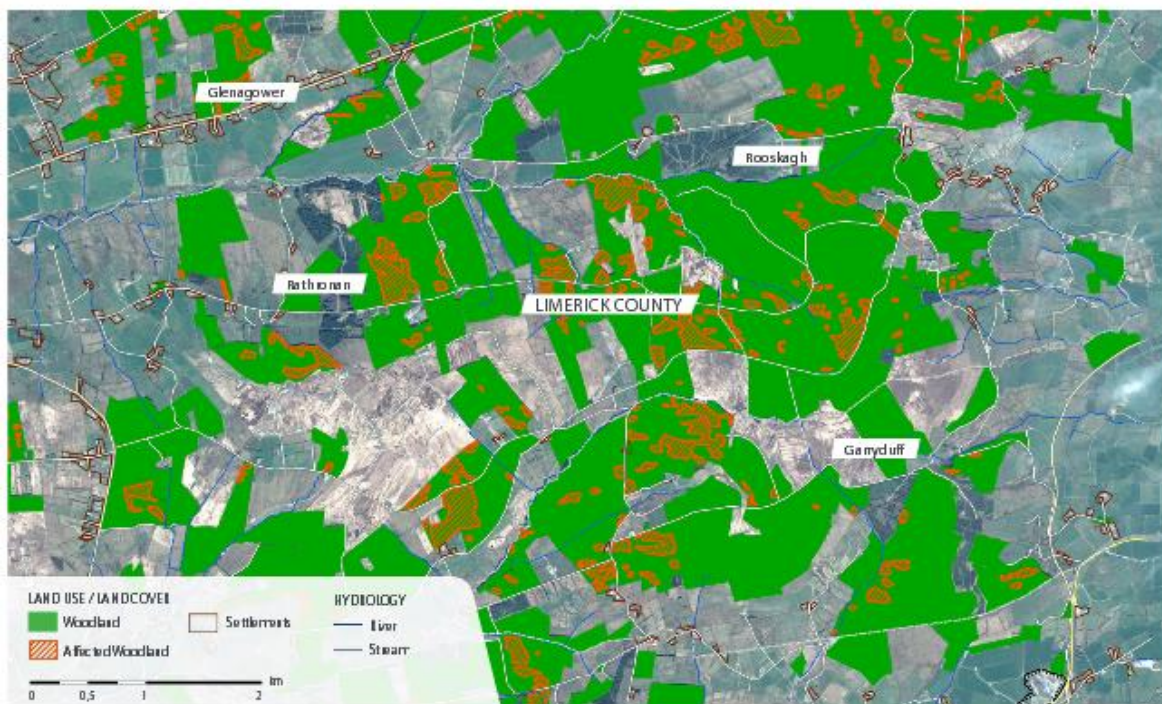 Glenagower
Rooskagh
Rathronan
LIMERICK COUNTY
Garryduff
LAND USE / LANDCOVER
Woodland
Affected Woodland
Settlements
HYDROLOGY
River
Stream
km
0 0,5 1 2